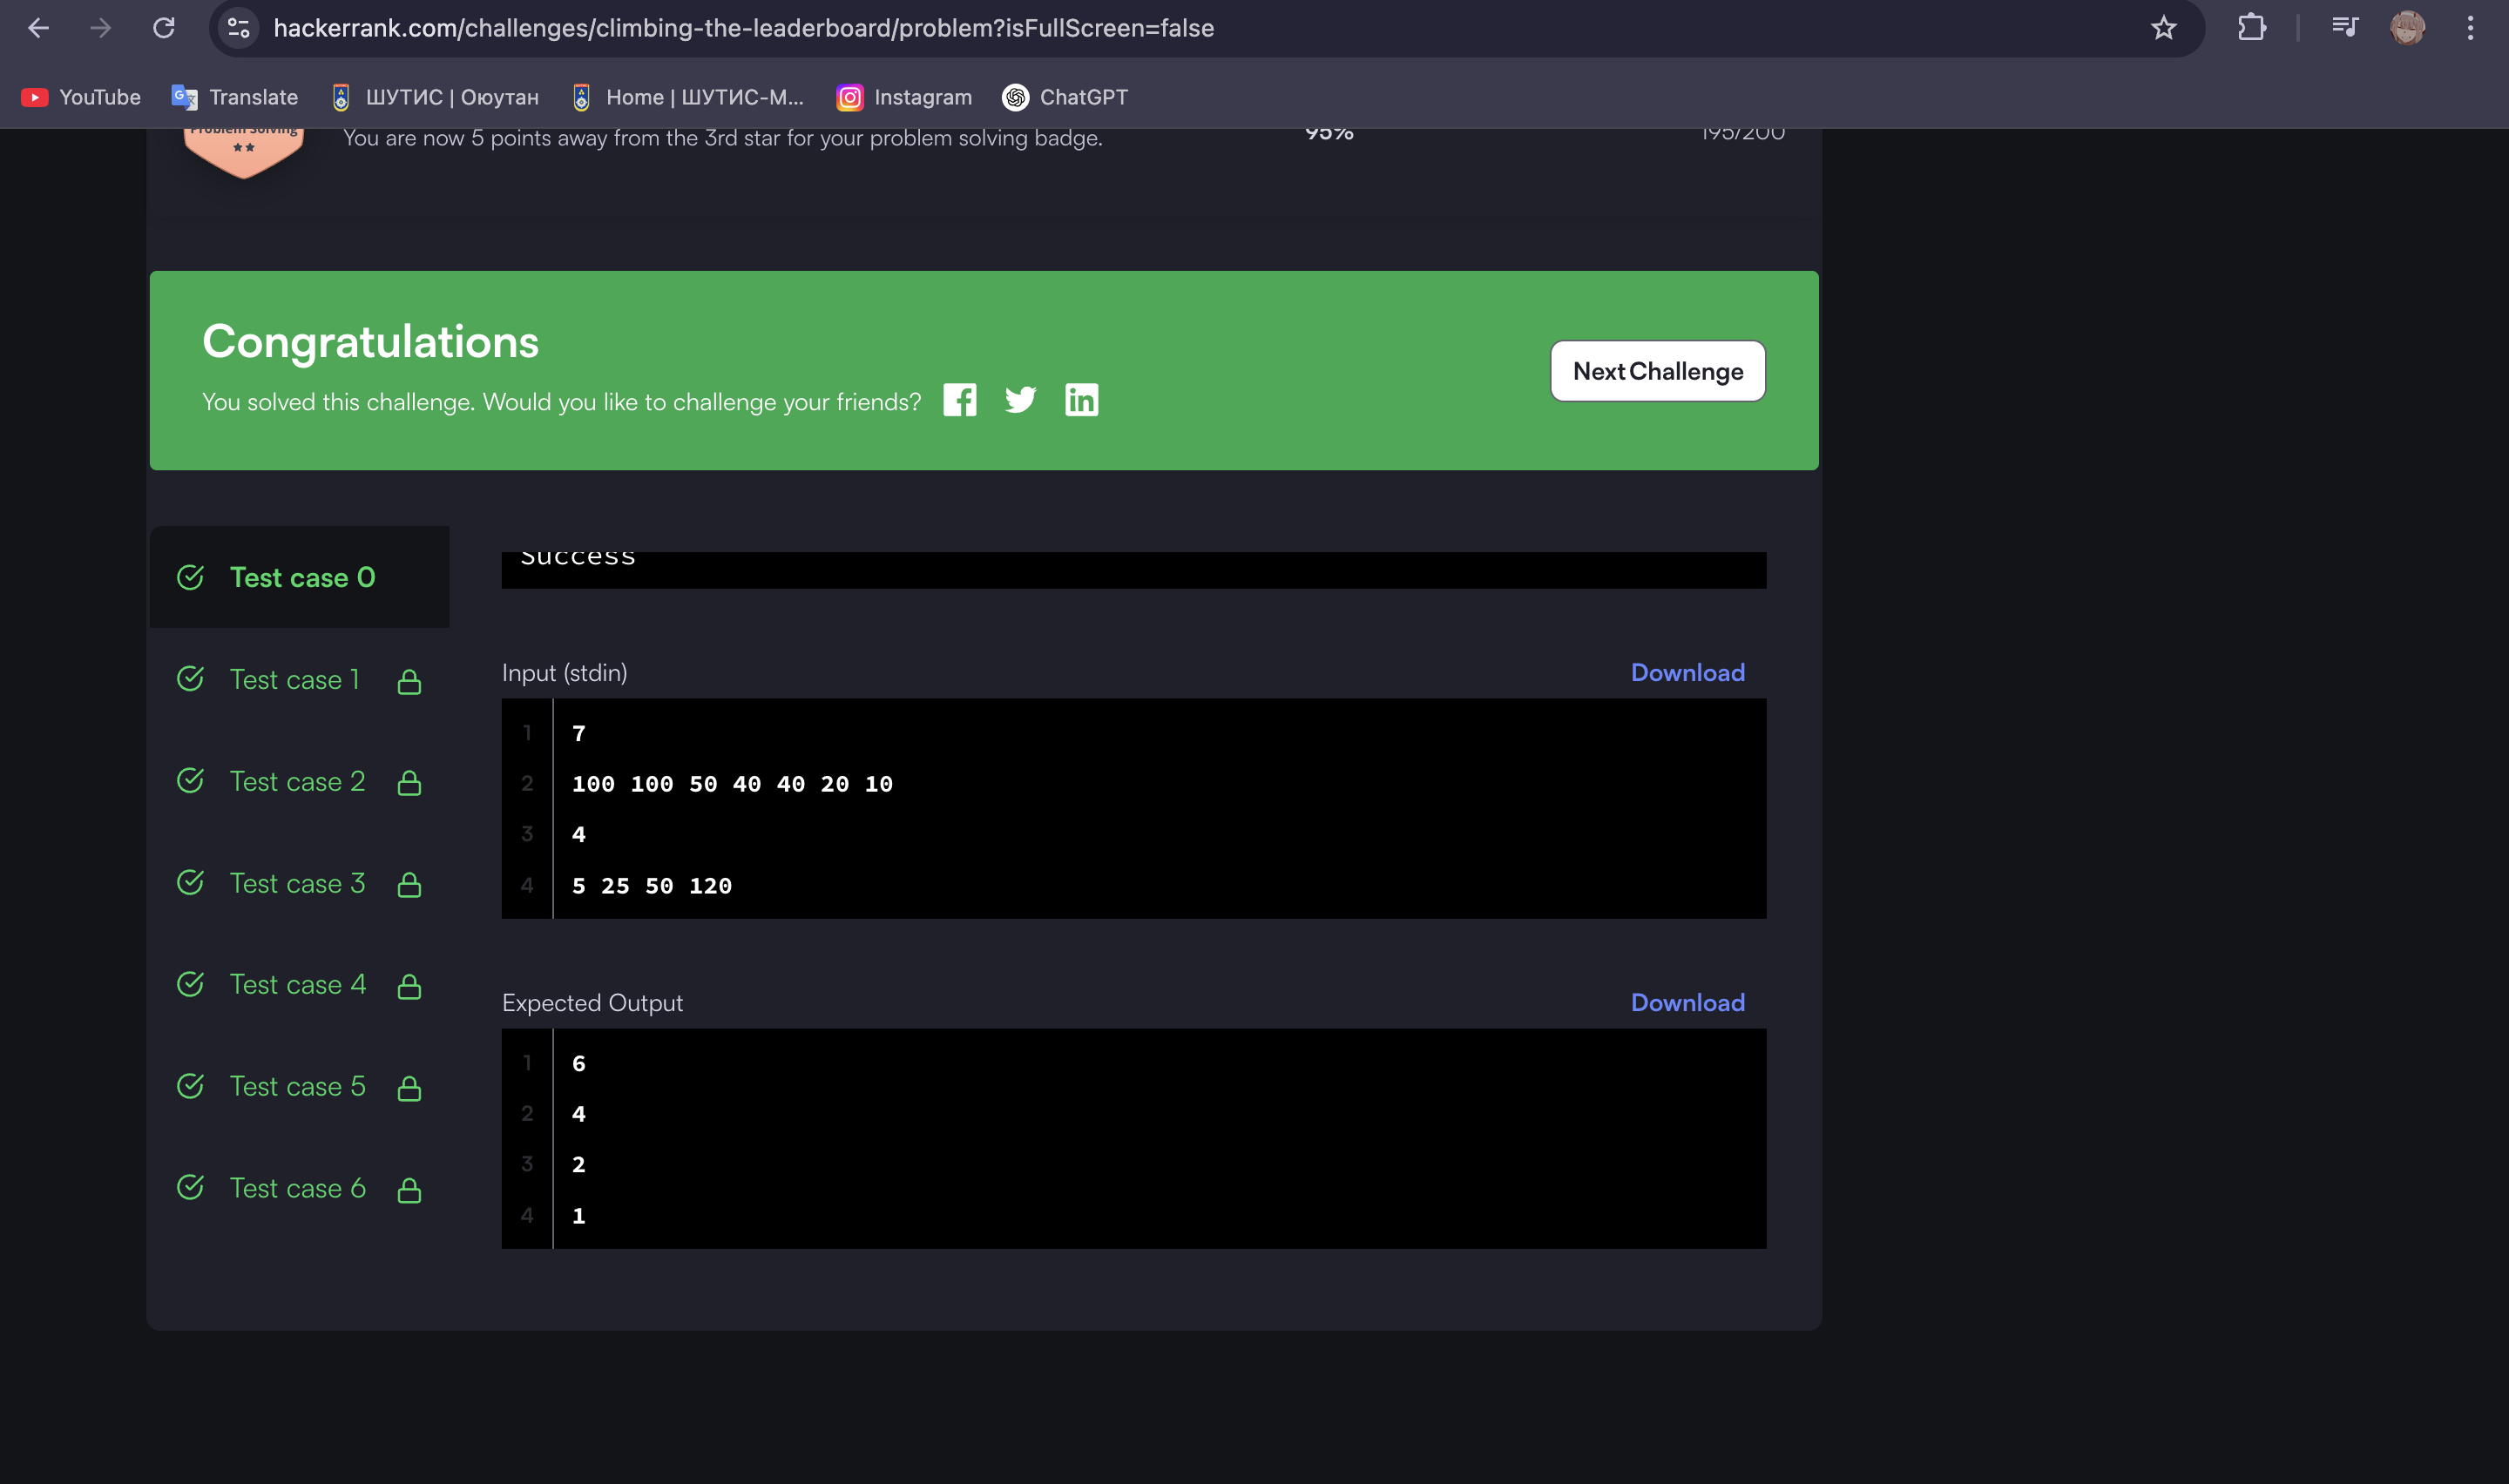 hackerrank.com/challenges/climbing-the-leaderboard/problem?isFullScreen=false
YouTube Translate ШУТИС | Оюутан Home | ШУТИС-М... Instagram ChatGPT
Problem Solving
You are now 5 points away from the 3rd star for your problem solving badge. 95% 195/200
Congratulations
You solved this challenge. Would you like to challenge your friends?
Next Challenge
Test case 0
Test case 1
Test case 2
Test case 3
Test case 4
Test case 5
Test case 6
Success
Input (stdin) Download
1 7
2 100 100 50 40 40 20 10
3 4
4 5 25 50 120
Expected Output Download
1 6
2 4
3 2
4 1